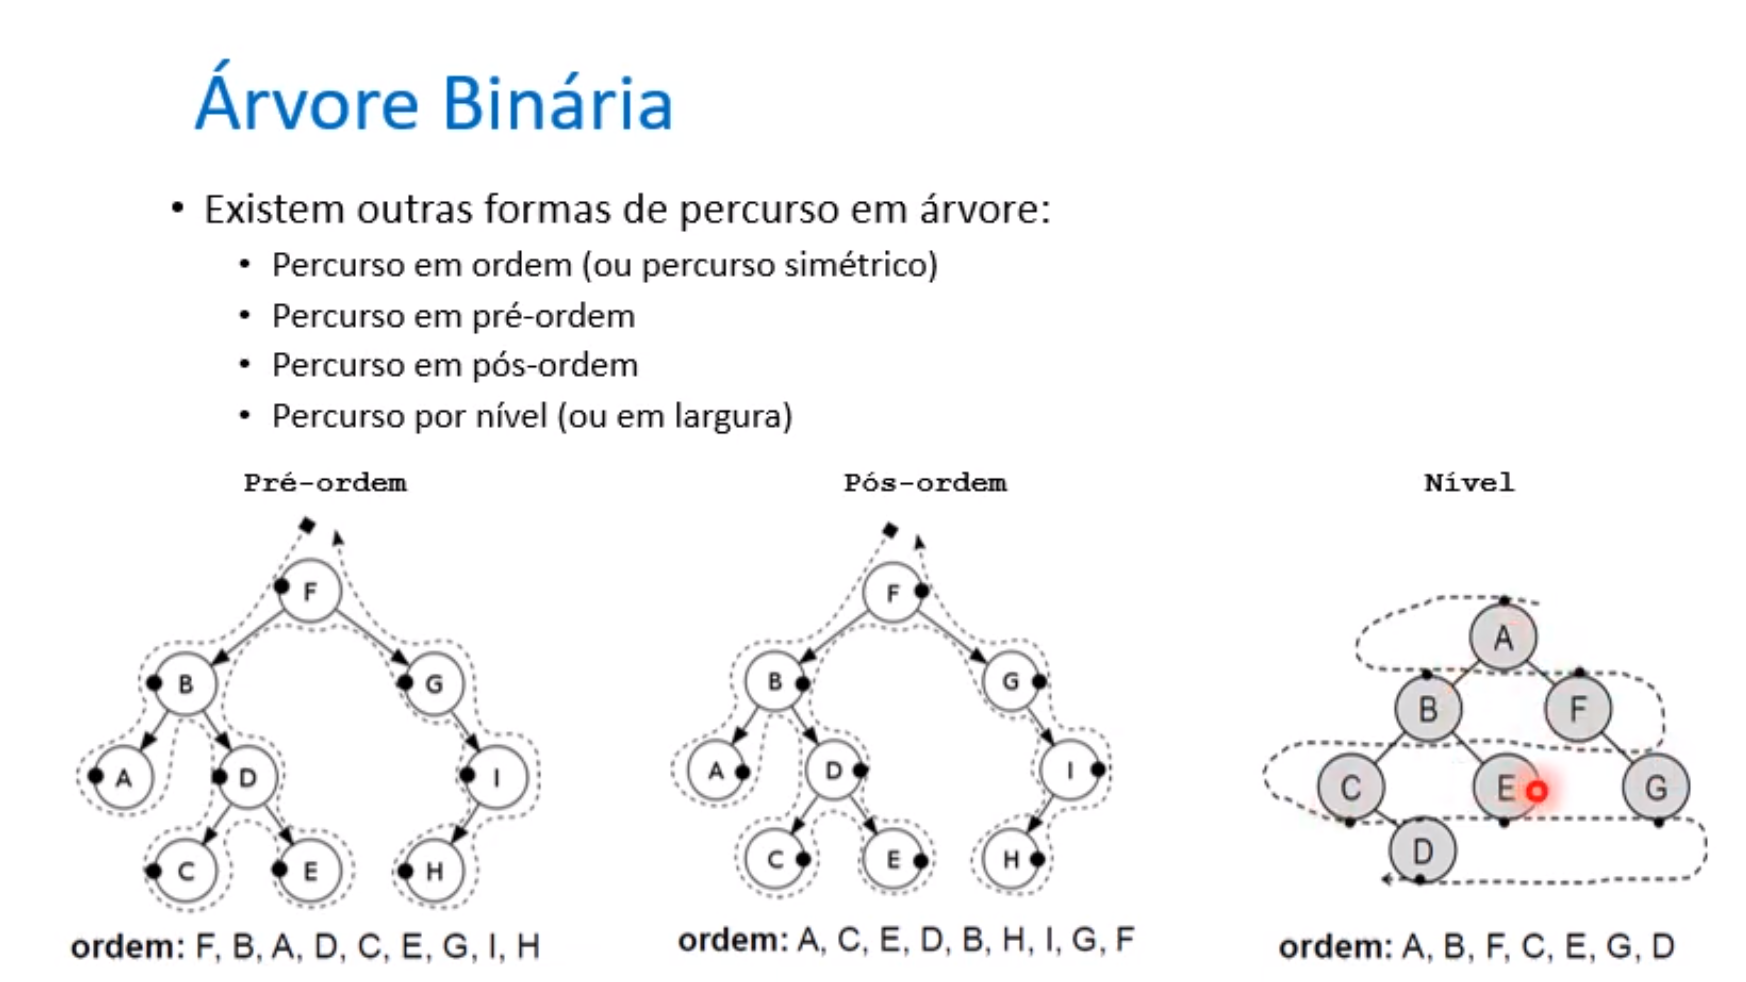 Árvore Binária
• Existem outras formas de percurso em árvore:
• Percurso em ordem (ou percurso simétrico)
• Percurso em pré-ordem
• Percurso em pós-ordem
• Percurso por nível (ou em largura)
Pré-ordem
F
B
G
A
D
I
C
E
H
ordem: F, B, A, D, C, E, G, I, H
Pós-ordem
F
B
G
A
D
I
C
E
H
ordem: A, C, E, D, B, H, I, G, F
Nível
A
B
F
C
E
G
D
ordem: A, B, F, C, E, G, D